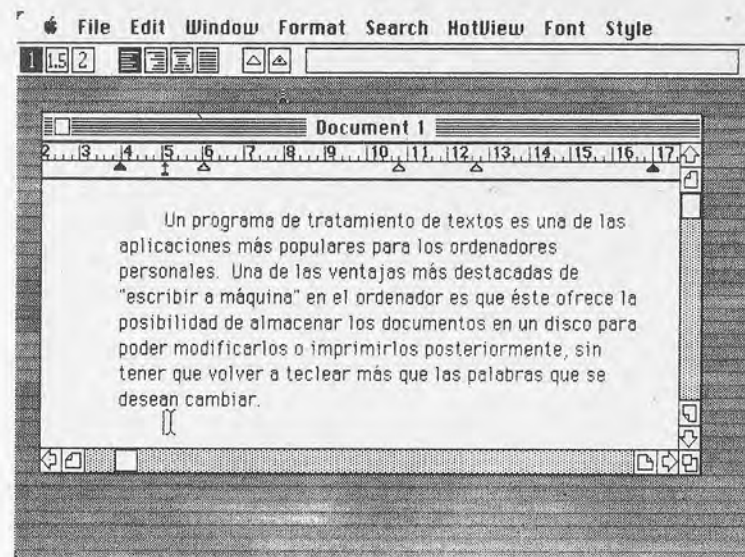 File Edit Window Format Search HotView Font Style
1 1.5 2
Document 1
2 3 4 5 6 7 8 9 10 11 12 13 14 15 16 17
Un programa de tratamiento de textos es una de las
aplicaciones más populares para los ordenadores
personales. Una de las ventajas más destacadas de
"escribir a máquina" en el ordenador es que éste ofrece la
posibilidad de almacenar los documentos en un disco para
poder modificarlos o imprimirlos posteriormente, sin
tener que volver a teclear más que las palabras que se
desean cambiar.